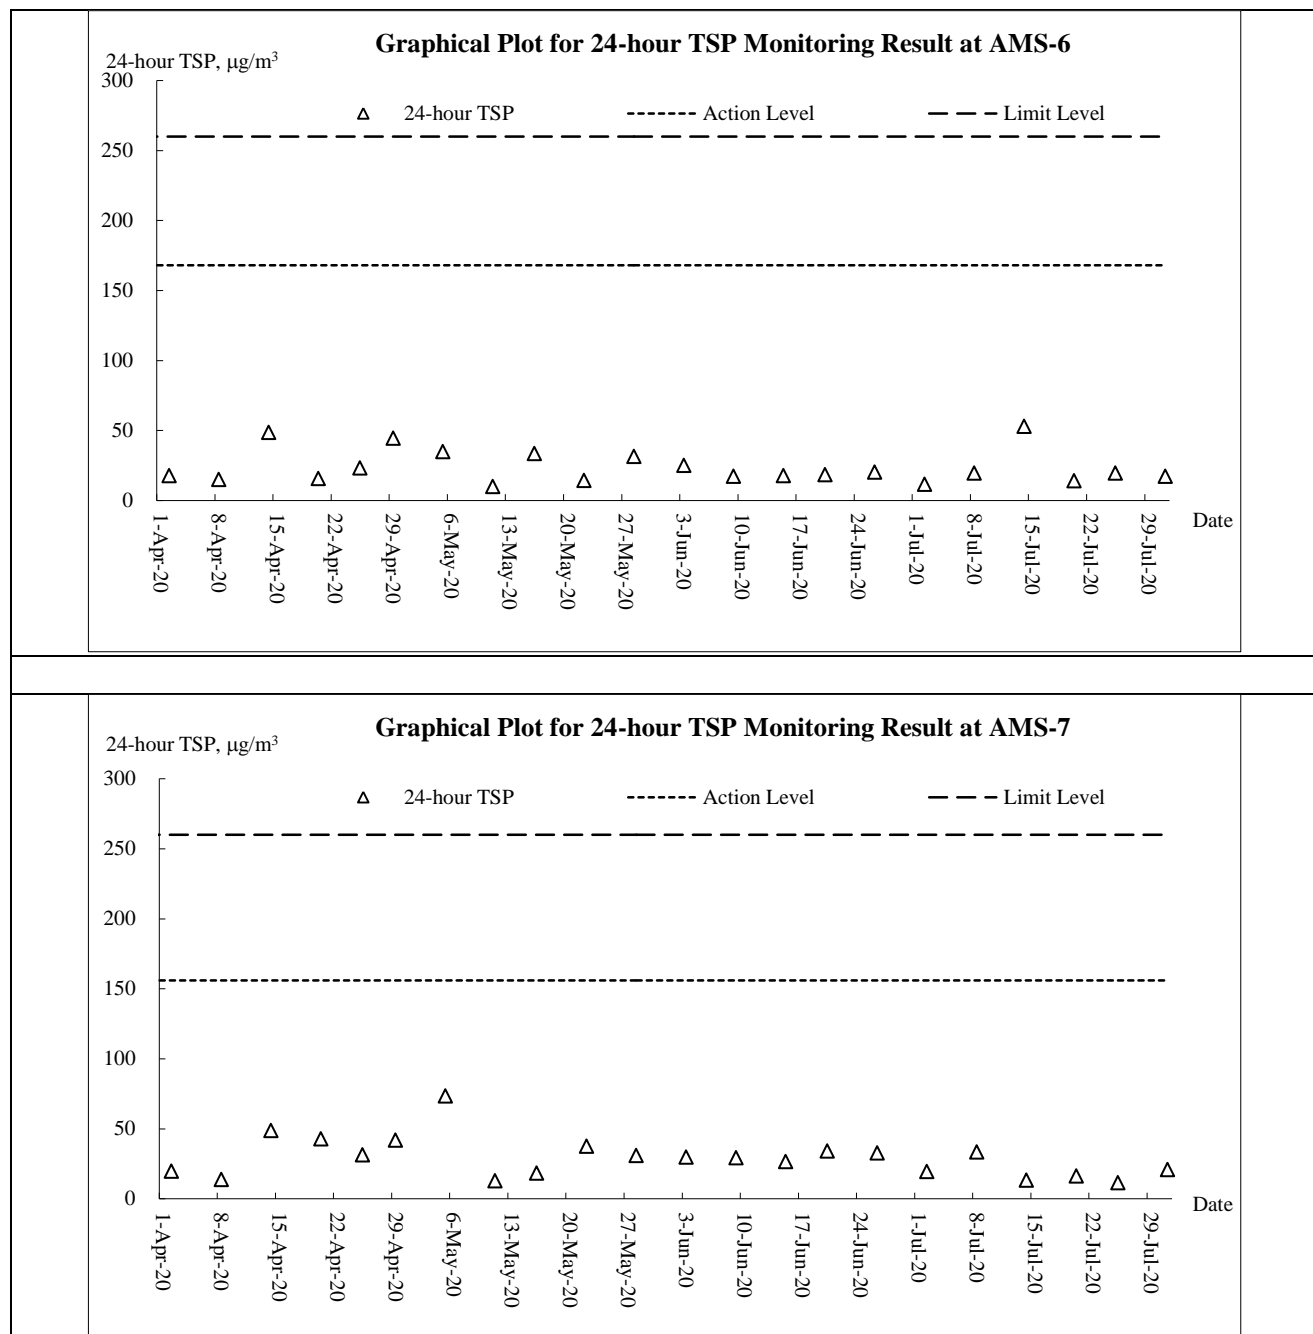 Graphical Plot for 24-hour TSP Monitoring Result at AMS-6
24-hour TSP, μg/m³
300
24-hour TSP Action Level Limit Level
250
200
150
100
50
0
1-Apr-20 8-Apr-20 15-Apr-20 22-Apr-20 29-Apr-20 6-May-20 13-May-20 20-May-20 27-May-20 3-Jun-20 10-Jun-20 17-Jun-20 24-Jun-20 1-Jul-20 8-Jul-20 15-Jul-20 22-Jul-20 29-Jul-20
Date
Graphical Plot for 24-hour TSP Monitoring Result at AMS-7
24-hour TSP, μg/m³
300
24-hour TSP Action Level Limit Level
250
200
150
100
50
0
1-Apr-20 8-Apr-20 15-Apr-20 22-Apr-20 29-Apr-20 6-May-20 13-May-20 20-May-20 27-May-20 3-Jun-20 10-Jun-20 17-Jun-20 24-Jun-20 1-Jul-20 8-Jul-20 15-Jul-20 22-Jul-20 29-Jul-20
Date